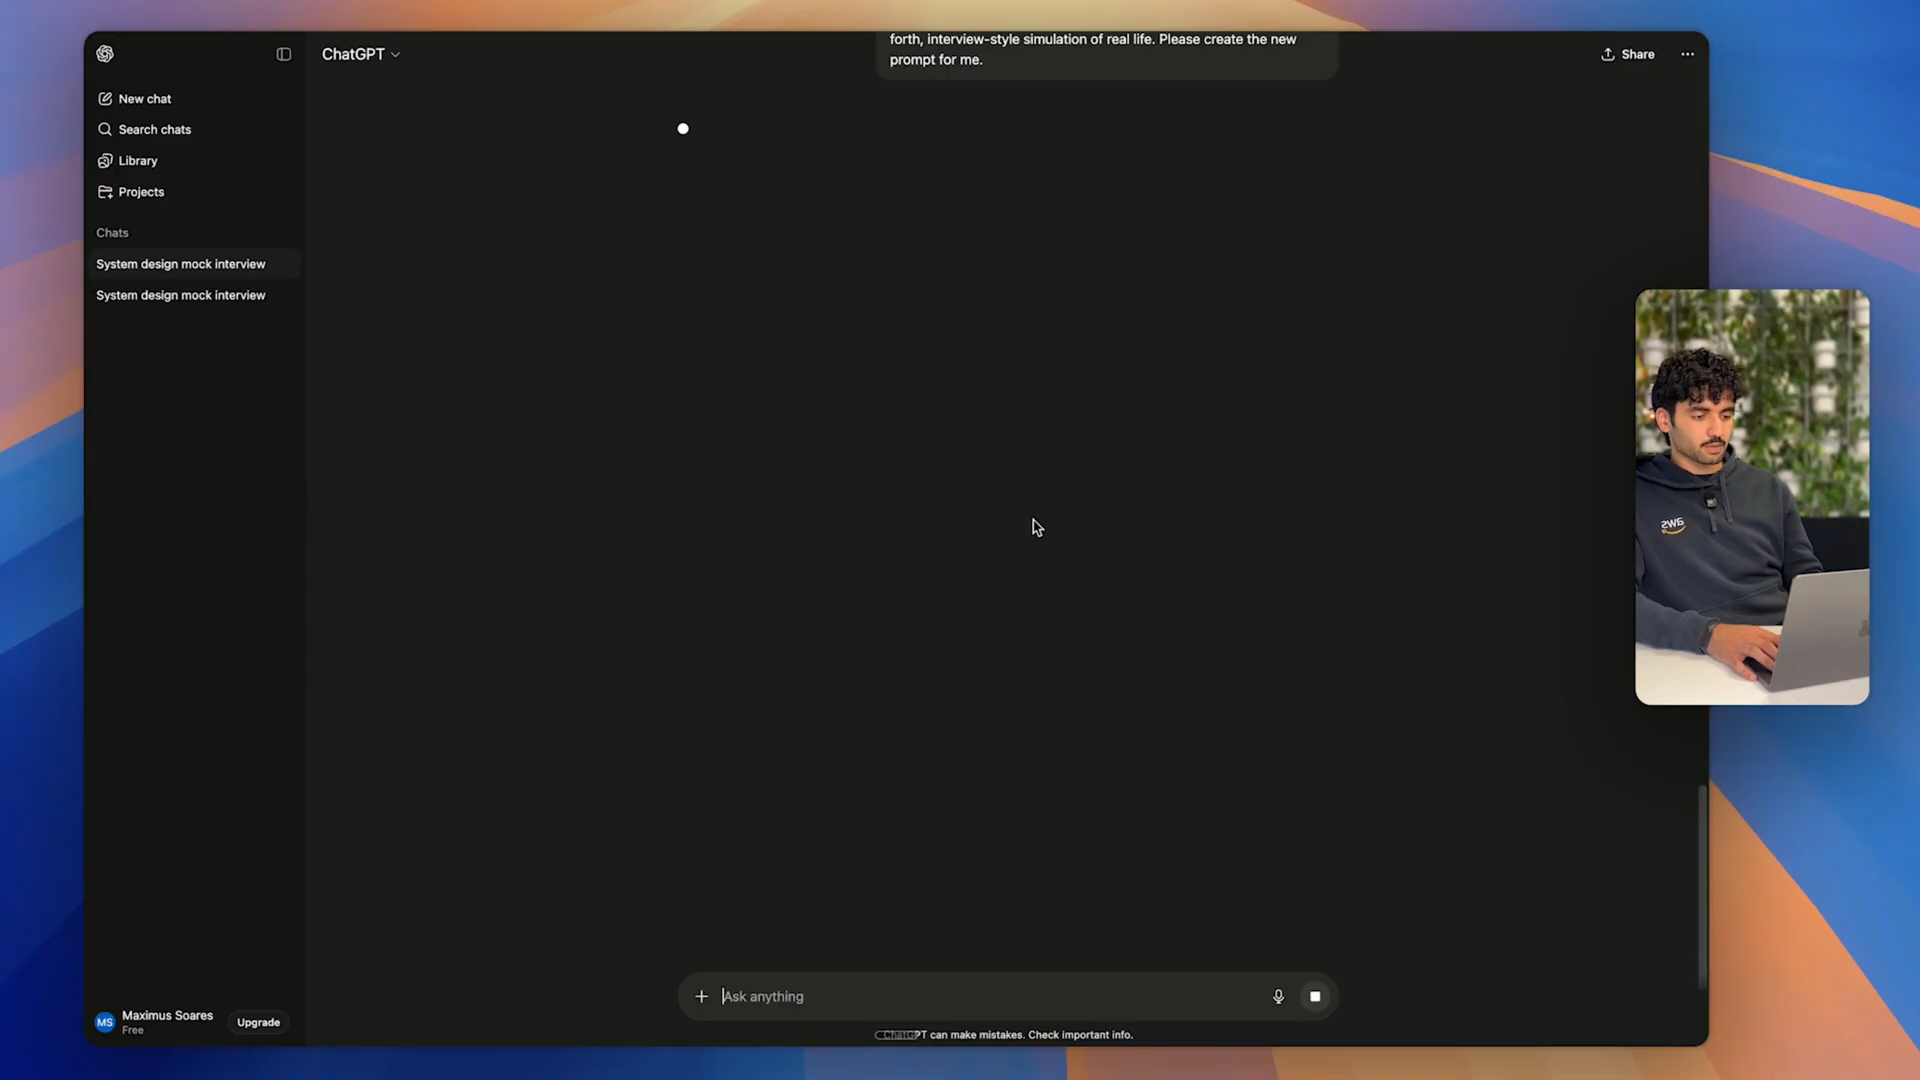 ChatGPT
forth, interview-style simulation of real life. Please create the new
prompt for me.
Share
New chat
Search chats
Library
Projects
Chats
System design mock interview
System design mock interview
aws
Ask anything
MS
Maximus Soares
Free
Upgrade
ChatGPT can make mistakes. Check important info.